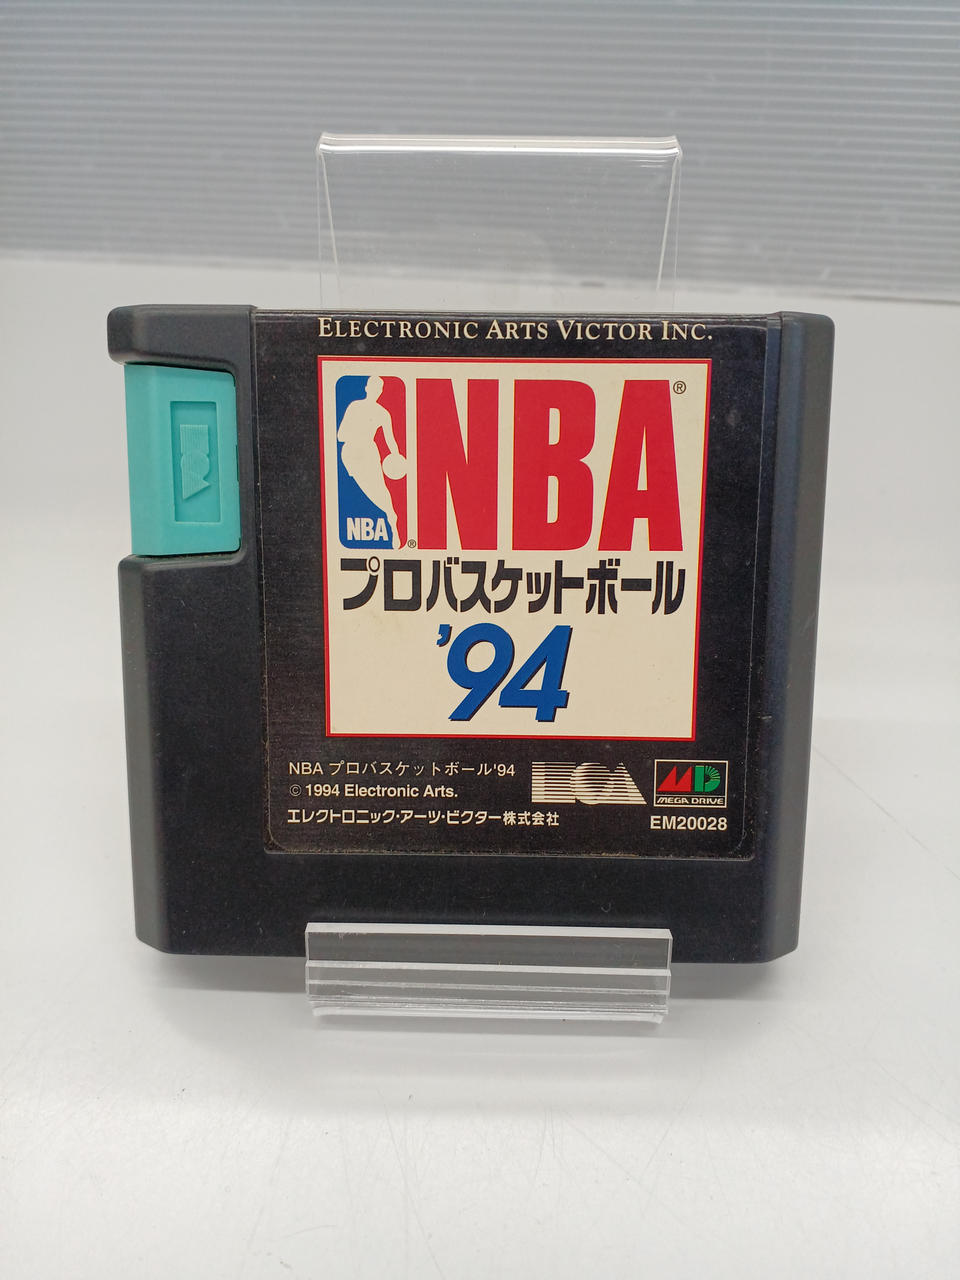 ELECTRONIC ARTS VICTOR INC.
NBA®
NBA®
プロバスケットボール
'94
NBA プロバスケットボール'94
© 1994 Electronic Arts.
エレクトロニック・アーツ・ビクター株式会社
EA
MD
MEGA DRIVE
EM20028